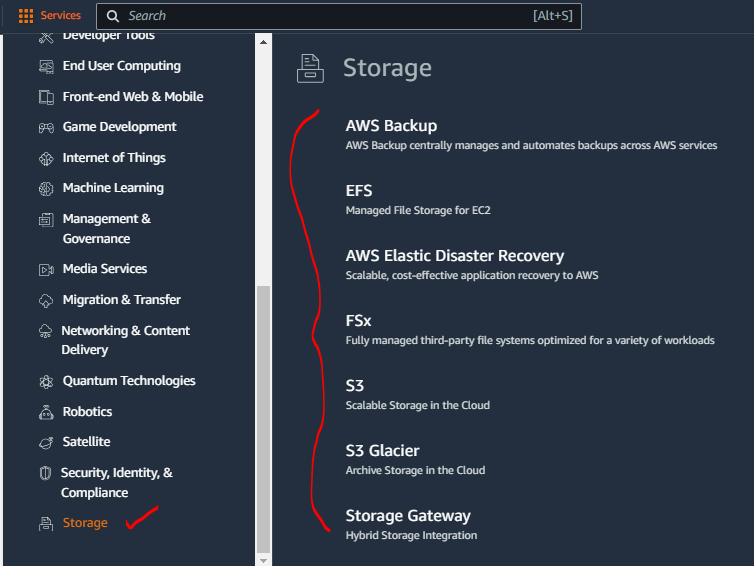 Services
Search
[Alt+S]
Developer Tools
End User Computing
Front-end Web & Mobile
Game Development
Internet of Things
Machine Learning
Management &
Governance
Media Services
Migration & Transfer
Networking & Content
Delivery
Quantum Technologies
Robotics
Satellite
Security, Identity, &
Compliance
Storage
Storage
AWS Backup
AWS Backup centrally manages and automates backups across AWS services
EFS
Managed File Storage for EC2
AWS Elastic Disaster Recovery
Scalable, cost-effective application recovery to AWS
FSx
Fully managed third-party file systems optimized for a variety of workloads
S3
Scalable Storage in the Cloud
S3 Glacier
Archive Storage in the Cloud
Storage Gateway
Hybrid Storage Integration